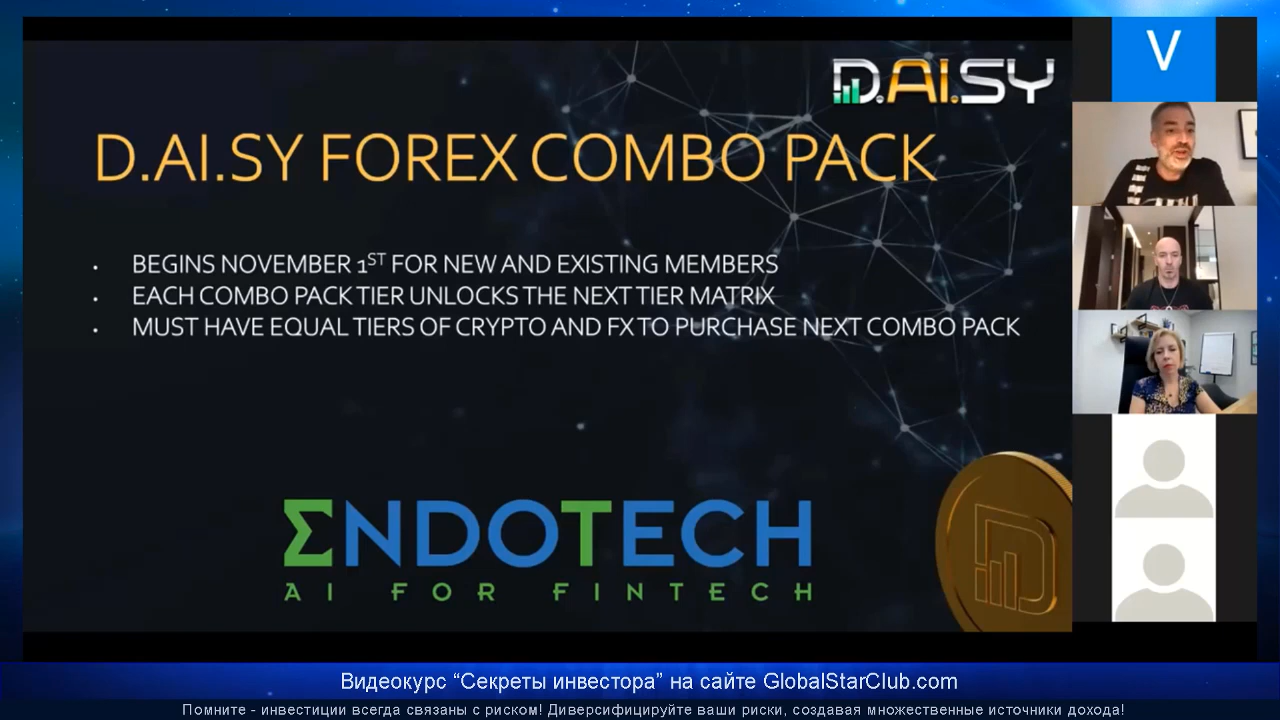 D.AI.SY
V
D.AI.SY FOREX COMBO PACK
• BEGINS NOVEMBER 1ST FOR NEW AND EXISTING MEMBERS
• EACH COMBO PACK TIER UNLOCKS THE NEXT TIER MATRIX
• MUST HAVE EQUAL TIERS OF CRYPTO AND FX TO PURCHASE NEXT COMBO PACK
ΣNDOTECH
AI FOR FINTECH
Видеокурс “Секреты инвестора” на сайте GlobalStarClub.com
Помните - инвестиции всегда связаны с риском! Диверсифицируйте ваши риски, создавая множественные источники дохода!